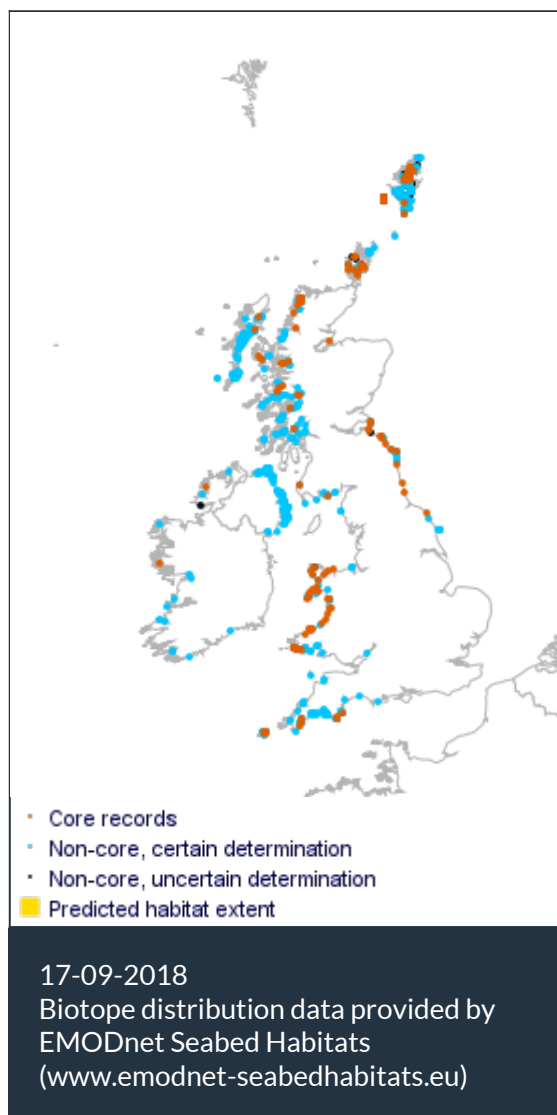 Core records
Non-core, certain determination
Non-core, uncertain determination
Predicted habitat extent
17-09-2018
Biotope distribution data provided by
EMODnet Seabed Habitats
(www.emodnet-seabedhabitats.eu)